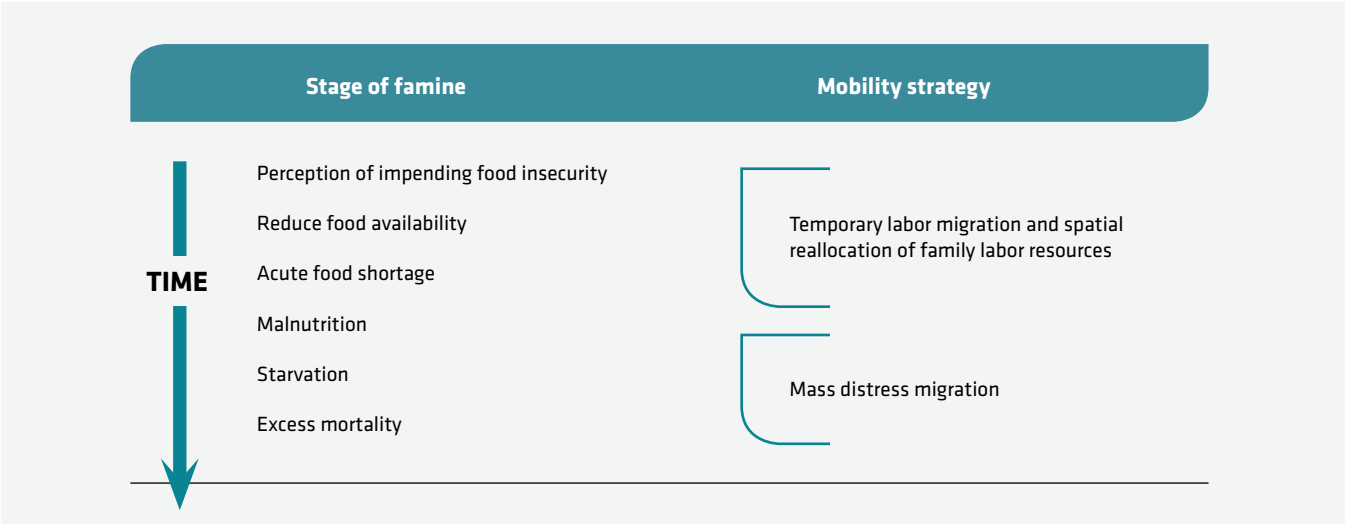 Stage of famine
Mobility strategy
Perception of impending food insecurity
Reduce food availability
Acute food shortage
Malnutrition
Starvation
Excess mortality
TIME
Temporary labor migration and spatial
reallocation of family labor resources
Mass distress migration